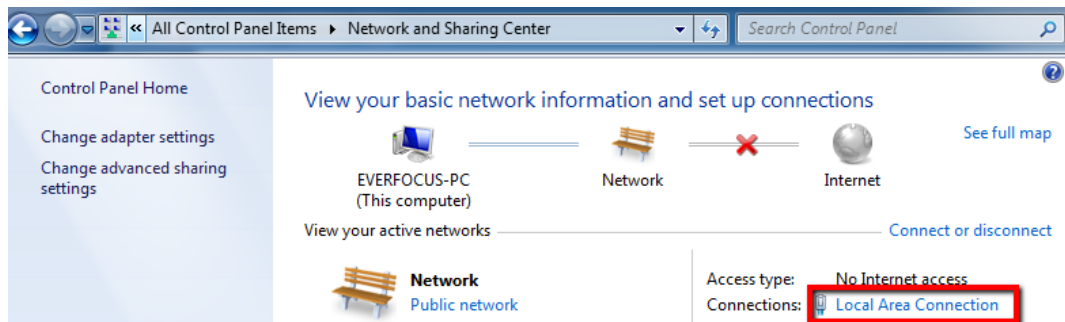 « All Control Panel Items ▸ Network and Sharing Center
Search Control Panel
Control Panel Home
Change adapter settings
Change advanced sharing
settings
View your basic network information and set up connections
See full map
EVERFOCUS-PC
(This computer)
Network
Internet
View your active networks
Connect or disconnect
Network
Public network
Access type: No Internet access
Connections: Local Area Connection